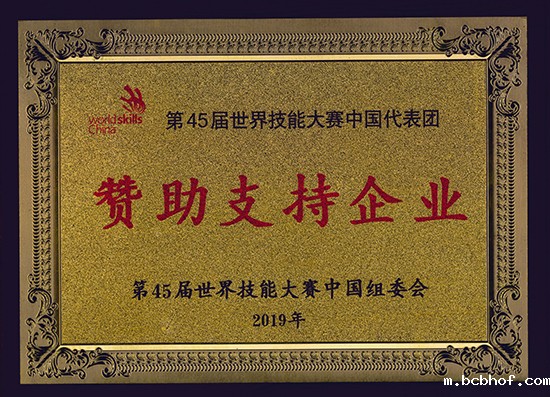 worldskills
China
第45届世界技能大赛中国代表团
赞助支持企业
第45届世界技能大赛中国组委会
2019年
m.bcbhof.com